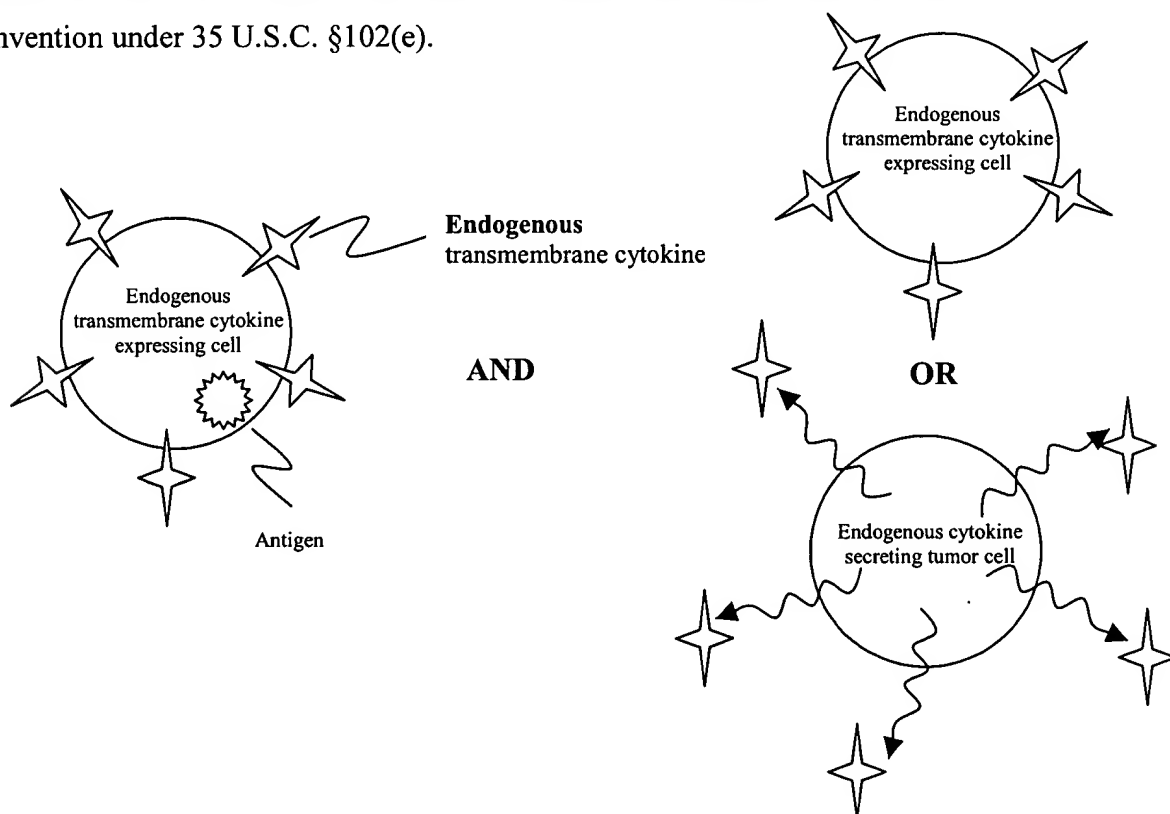 nvention under 35 U.S.C. §102(e).
Endogenous
transmembrane cytokine
expressing cell
Endogenous
transmembrane cytokine
Endogenous
transmembrane cytokine
expressing cell
Antigen
AND
OR
Endogenous cytokine
secreting tumor cell